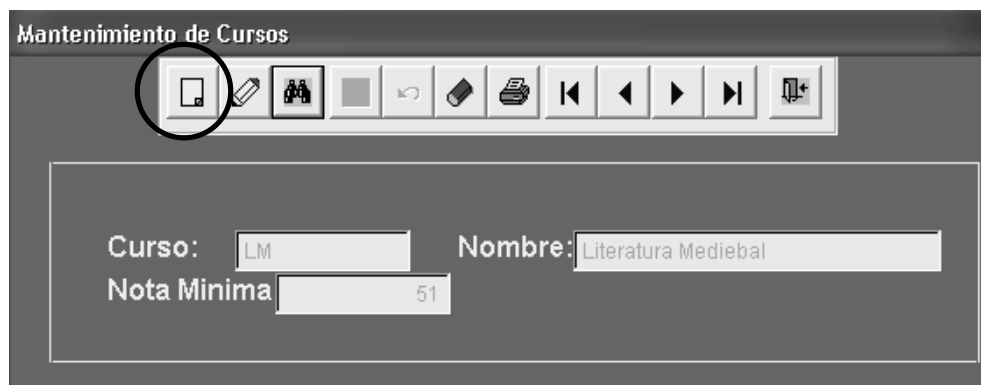 Mantenimiento de Cursos
Curso: LM Nombre: Literatura Mediebal
Nota Minima 51